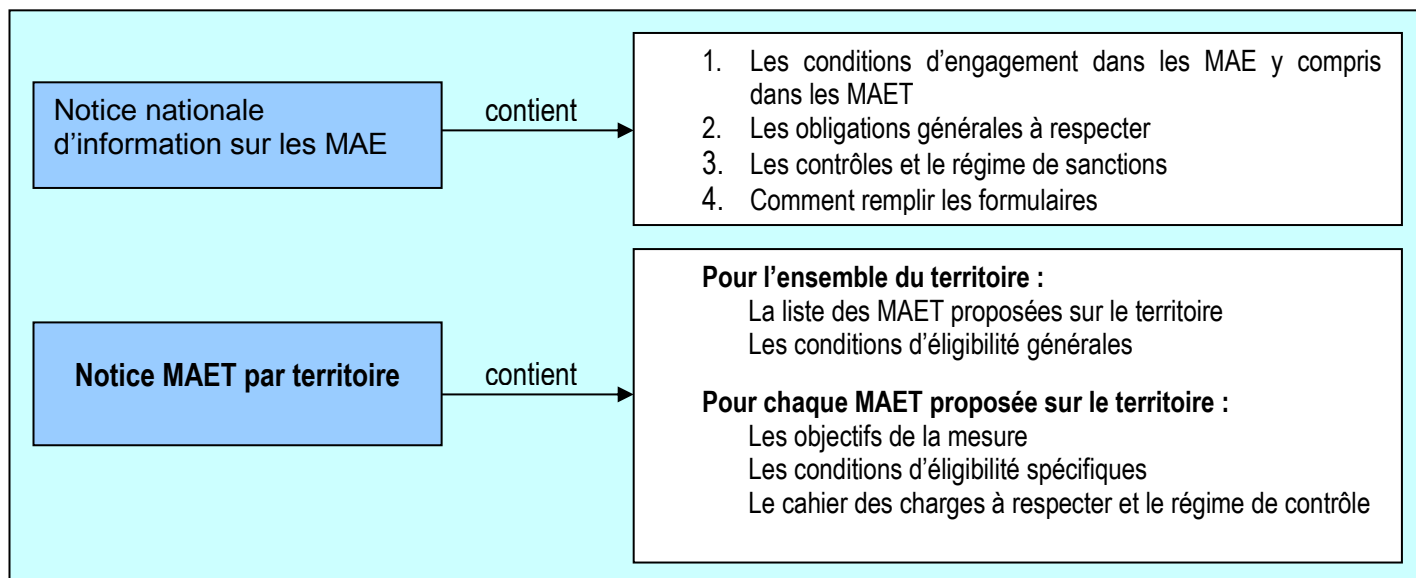 Notice nationale
d'information sur les MAE
contient
1. Les conditions d'engagement dans les MAE y compris
dans les MAET
2. Les obligations générales à respecter
3. Les contrôles et le régime de sanctions
4. Comment remplir les formulaires
Notice MAET par territoire
contient
Pour l'ensemble du territoire :
La liste des MAET proposées sur le territoire
Les conditions d'éligibilité générales
Pour chaque MAET proposée sur le territoire :
Les objectifs de la mesure
Les conditions d'éligibilité spécifiques
Le cahier des charges à respecter et le régime de contrôle